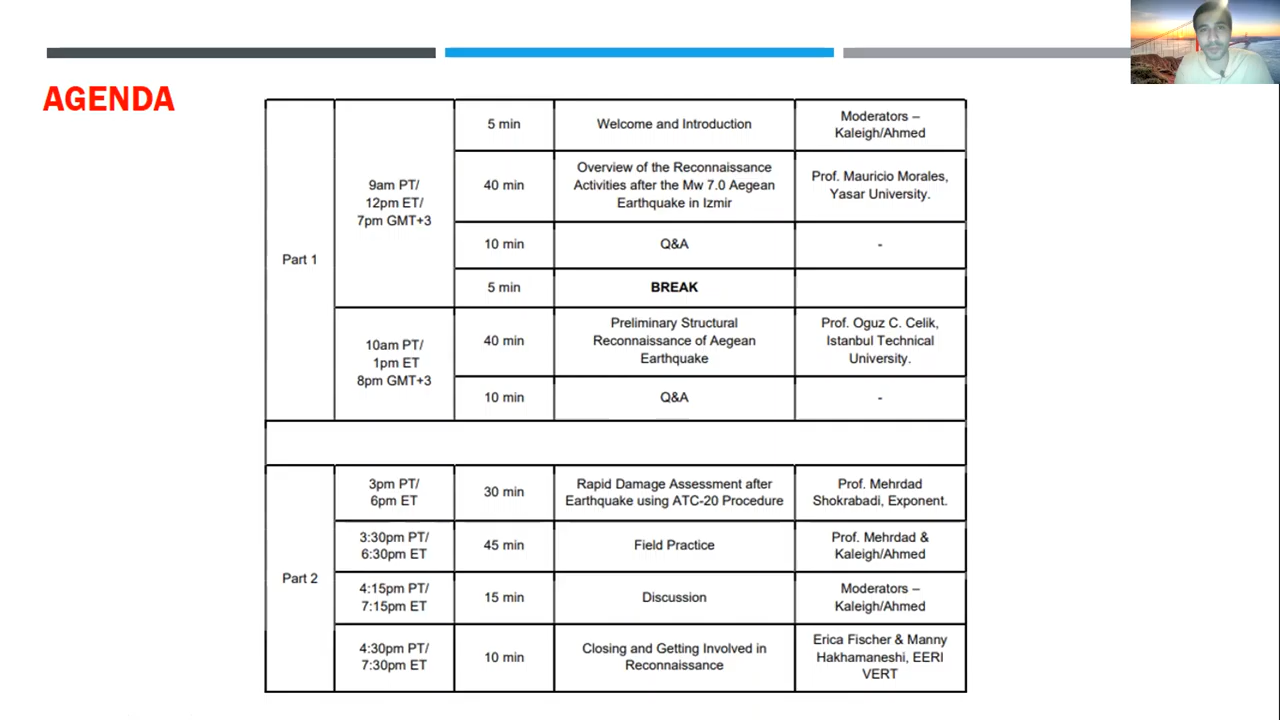 AGENDA
Part 1
9am PT/
12pm ET/
7pm GMT+3
5 min
Welcome and Introduction
Moderators –
Kaleigh/Ahmed
40 min
Overview of the Reconnaissance
Activities after the Mw 7.0 Aegean
Earthquake in Izmir
Prof. Mauricio Morales,
Yasar University.
10 min
Q&A
-
5 min
BREAK
10am PT/
1pm ET
8pm GMT+3
40 min
Preliminary Structural
Reconnaissance of Aegean
Earthquake
Prof. Oguz C. Celik,
Istanbul Technical
University.
10 min
Q&A
-
Part 2
3pm PT/
6pm ET
30 min
Rapid Damage Assessment after
Earthquake using ATC-20 Procedure
Prof. Mehrdad
Shokrabadi, Exponent.
3:30pm PT/
6:30pm ET
45 min
Field Practice
Prof. Mehrdad &
Kaleigh/Ahmed
4:15pm PT/
7:15pm ET
15 min
Discussion
Moderators –
Kaleigh/Ahmed
4:30pm PT/
7:30pm ET
10 min
Closing and Getting Involved in
Reconnaissance
Erica Fischer & Manny
Hakhamaneshi, EERI
VERT